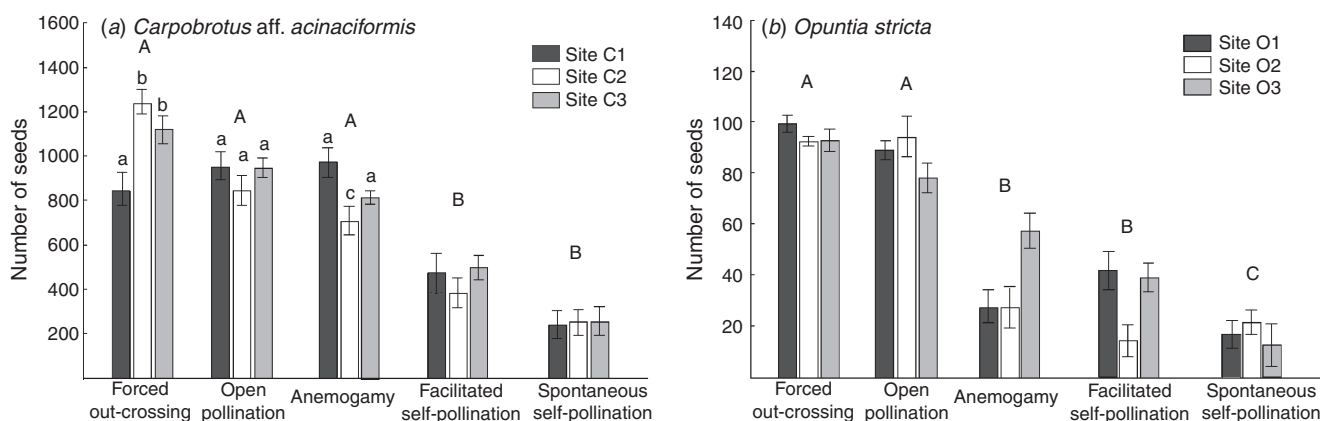 (a) Carpobrotus aff. acinaciformis
Number of seeds
1600
1400
1200
1000
800
600
400
200
Site C1
Site C2
Site C3
A
a
b
b
A
a
a
a
A
a
c
a
B
B
Forced
out-crossing
Open
pollination
Anemogamy
Facilitated
self-pollination
Spontaneous
self-pollination
(b) Opuntia stricta
Number of seeds
140
120
100
80
60
40
20
Site O1
Site O2
Site O3
A
A
B
B
C
Forced
out-crossing
Open
pollination
Anemogamy
Facilitated
self-pollination
Spontaneous
self-pollination